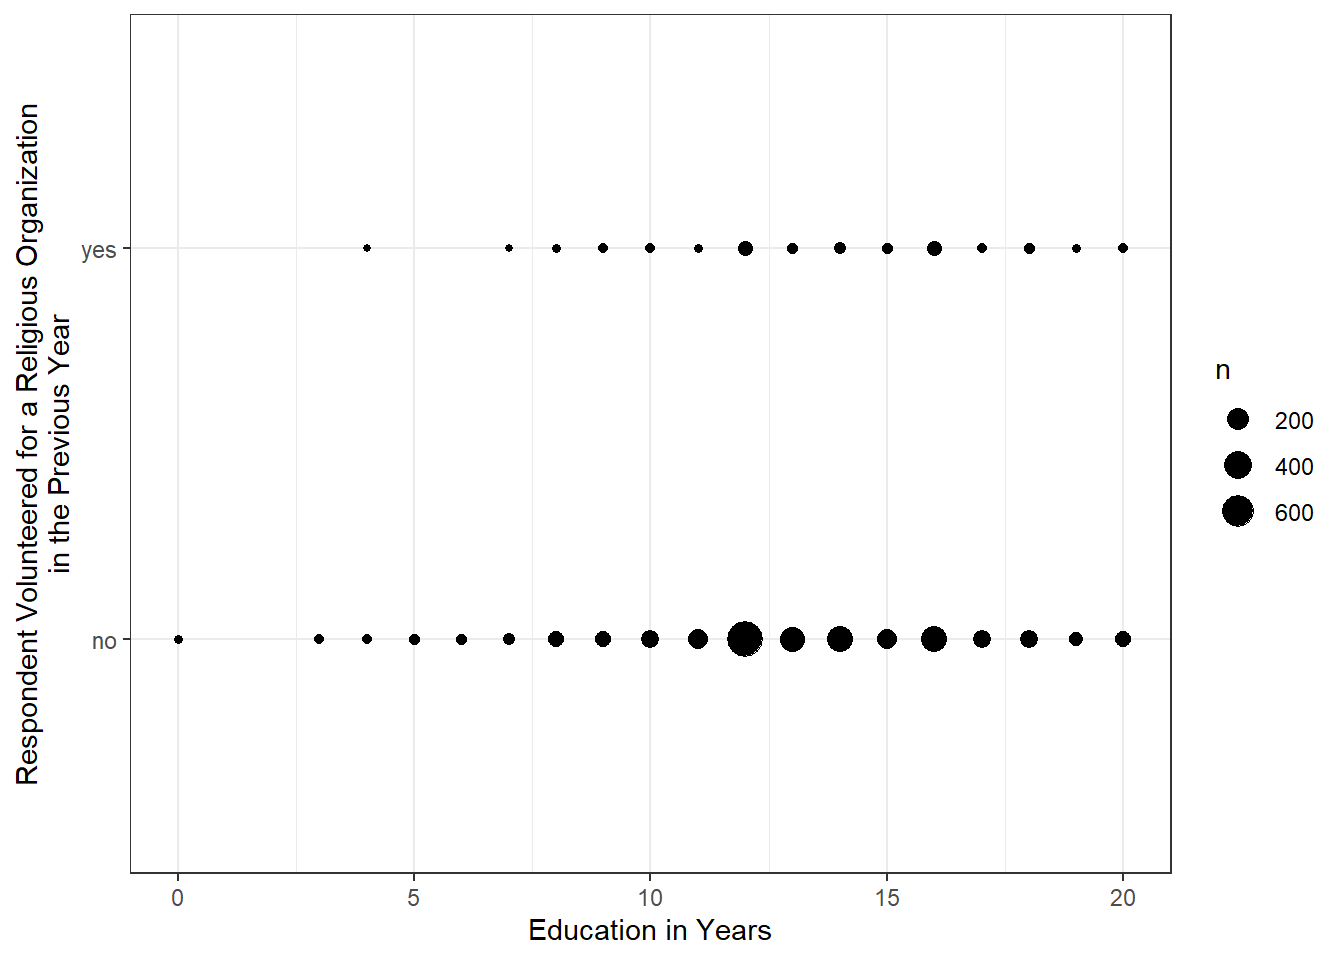 Respondent Volunteered for a Religious Organization
in the Previous Year
yes
no
0
5
10
15
20
Education in Years
n
200
400
600